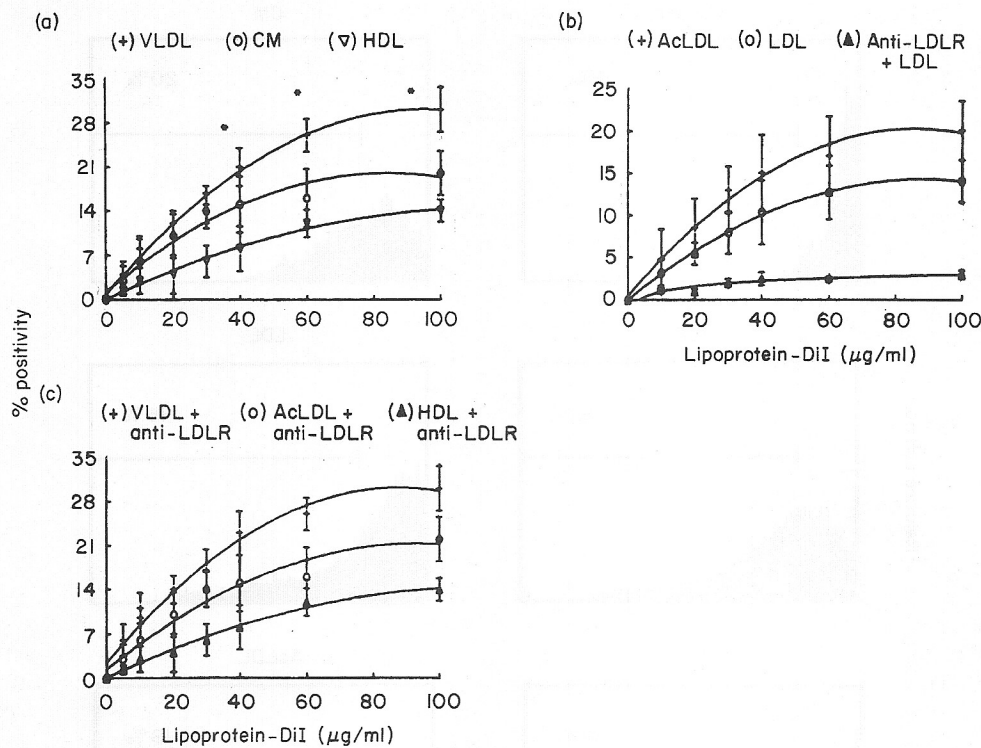 (a)
(+) VLDL (o) CM (▽) HDL
35
28
21
14
7
0
0 20 40 60 80 100
(b)
(+) AcLDL (o) LDL (▲) Anti-LDLR
+ LDL
25
20
15
10
5
0
0 20 40 60 80 100
Lipoprotein-DiI (μg/ml)
% positivity
(c)
(+) VLDL + (o) AcLDL + (▲) HDL +
anti-LDLR anti-LDLR anti-LDLR
35
28
21
14
7
0
0 20 40 60 80 100
Lipoprotein-DiI (μg/ml)